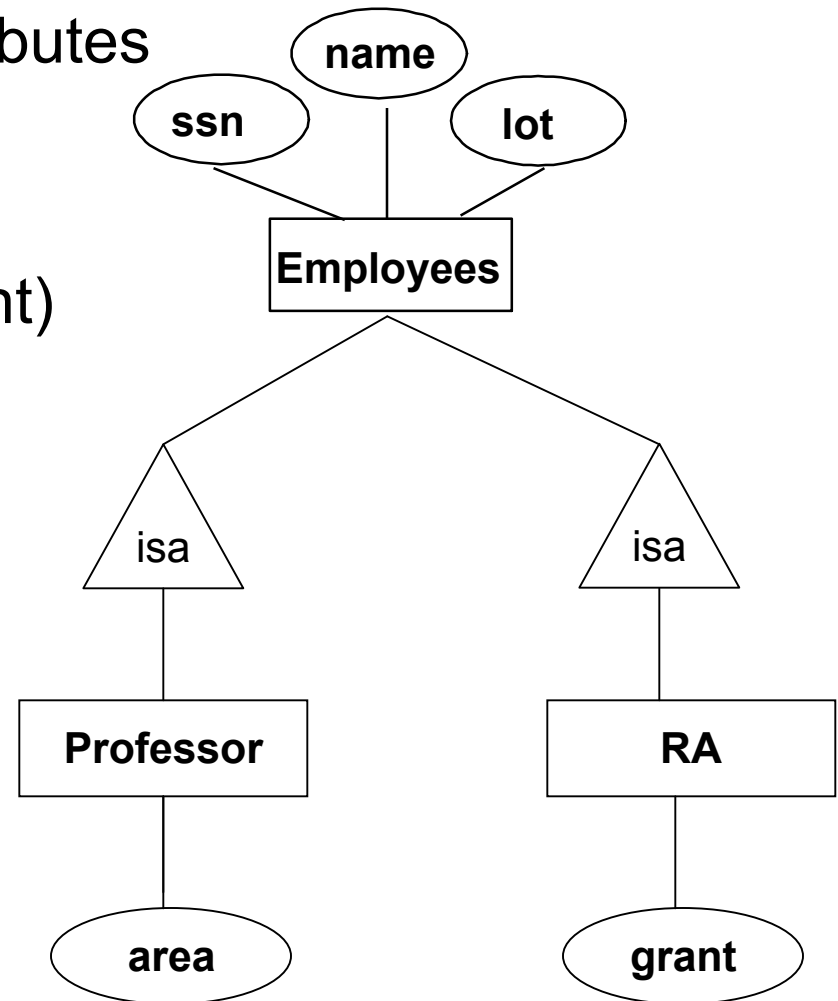 butes
name
ssn
lot
Employees
nt)
isa
isa
Professor
RA
area
grant